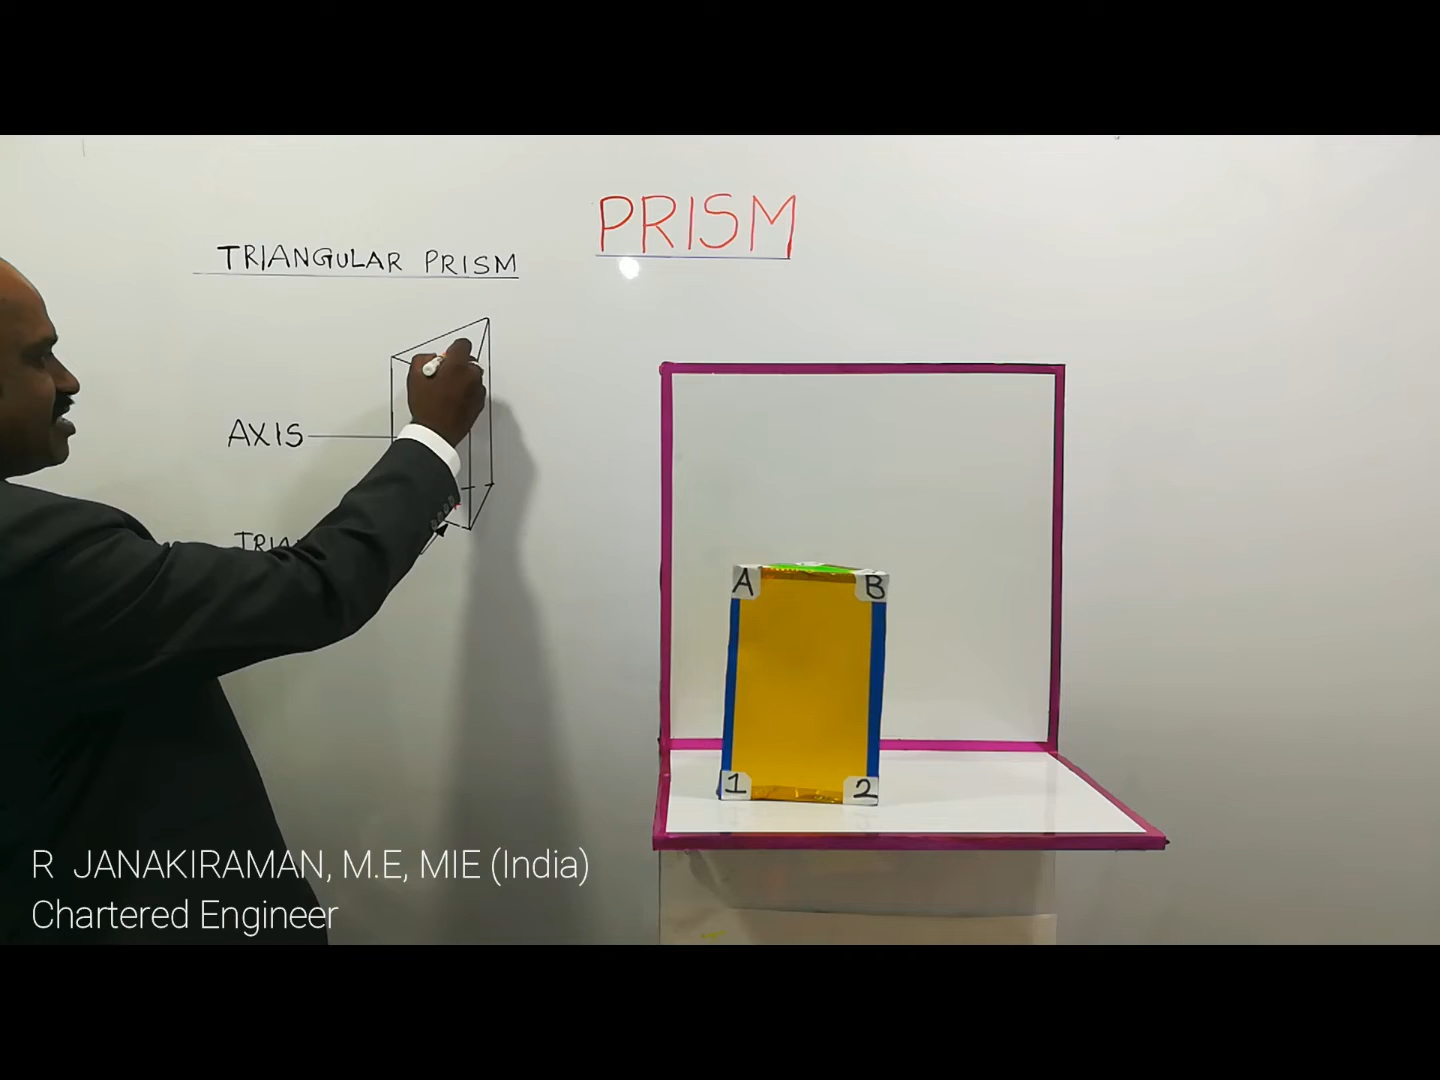 PRISM
TRIANGULAR PRISM
AXIS
A B
1 2
R JANAKIRAMAN, M.E, MIE (India)
Chartered Engineer